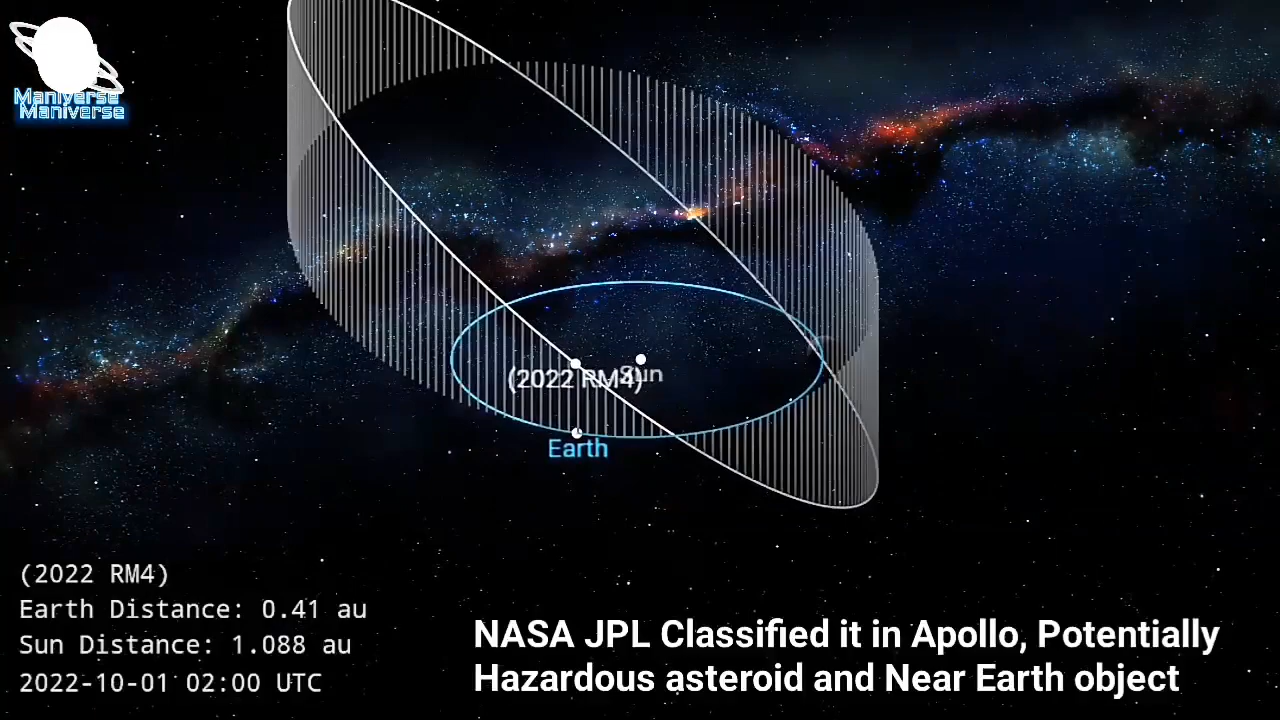 Maniverse
Maniverse
(2022 RM4)
Sun
Earth
(2022 RM4)
Earth Distance: 0.41 au
Sun Distance: 1.088 au
2022-10-01 02:00 UTC
NASA JPL Classified it in Apollo, Potentially
Hazardous asteroid and Near Earth object